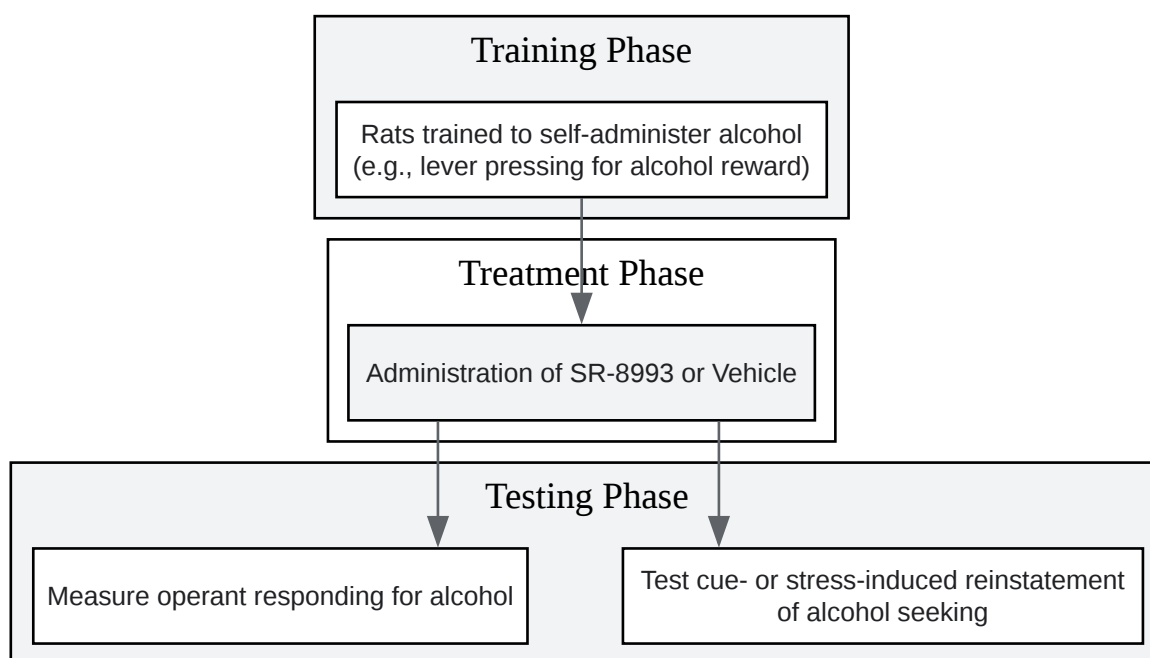 Training Phase
Rats trained to self-administer alcohol
(e.g., lever pressing for alcohol reward)
Treatment Phase
Administration of SR-8993 or Vehicle
Testing Phase
Measure operant responding for alcohol
Test cue- or stress-induced reinstatement
of alcohol seeking